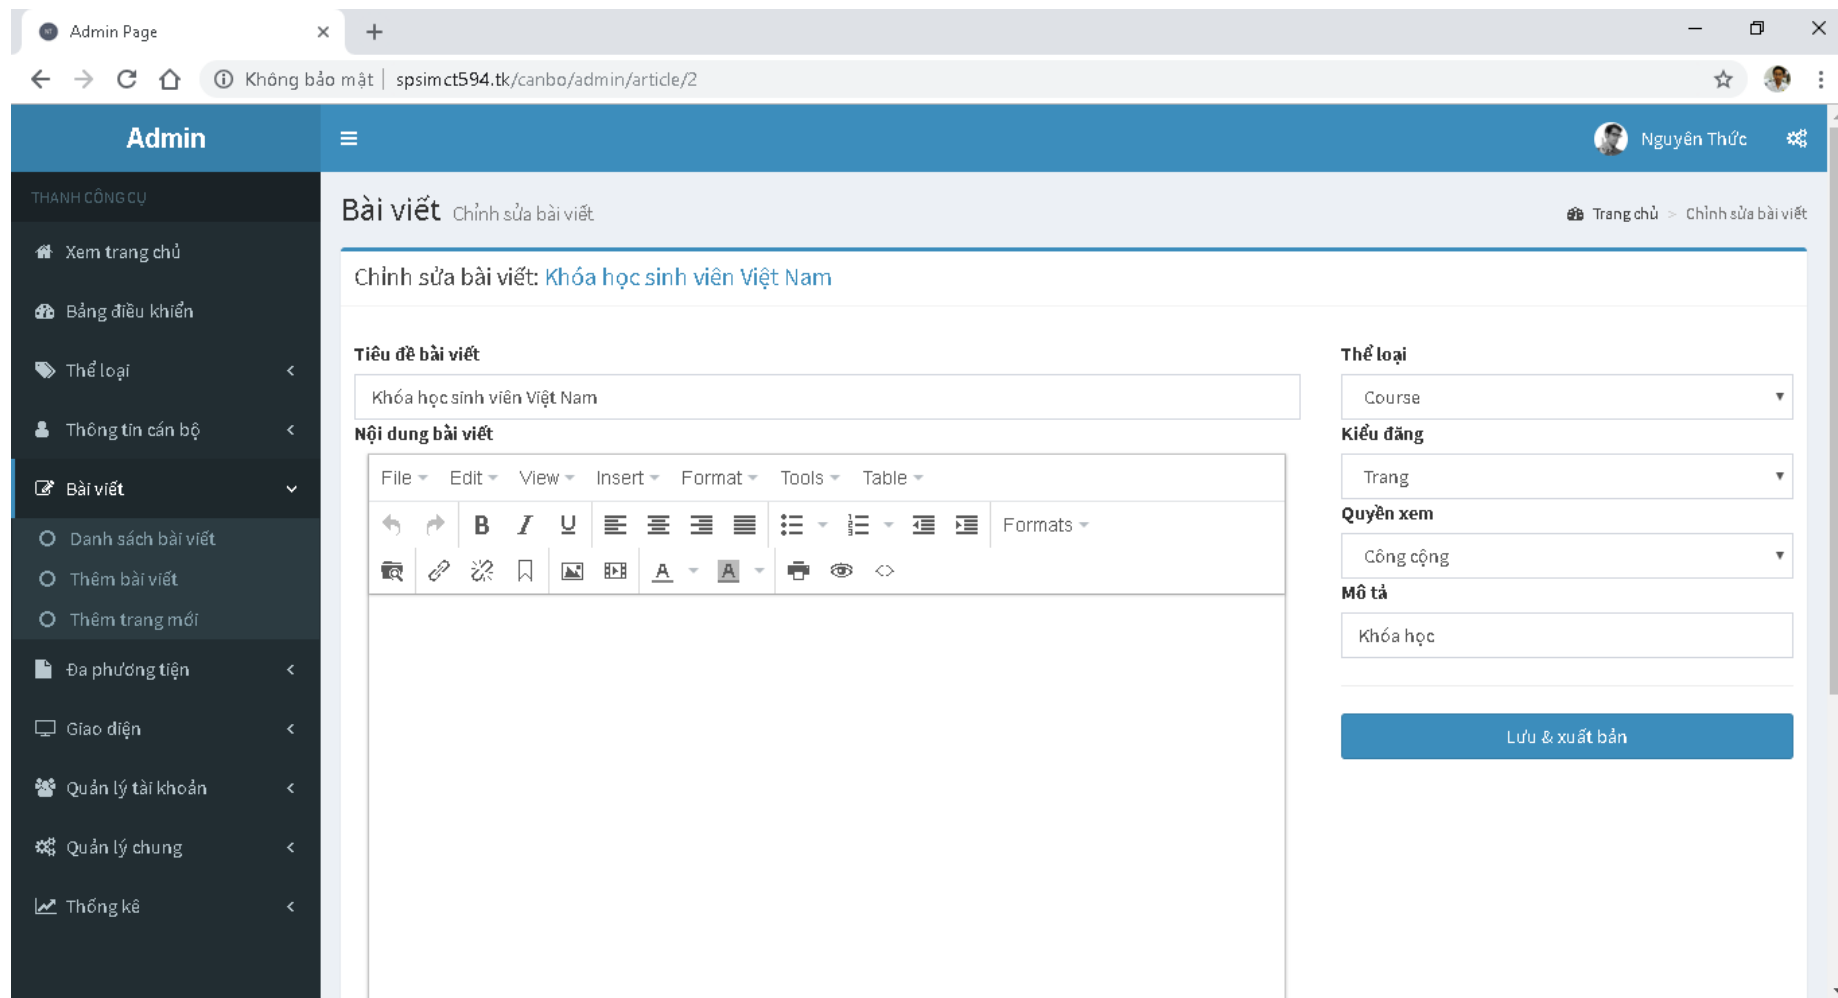 Admin Page
Không bảo mật | spsimct594.tk/canbo/admin/article/2
Admin
Nguyên Thức
THANH CÔNG CỤ
Xem trang chủ
Bảng điều khiển
Thể loại
Thông tin cán bộ
Bài viết
Danh sách bài viết
Thêm bài viết
Thêm trang mới
Đa phương tiện
Giao diện
Quản lý tài khoản
Quản lý chung
Thống kê
Bài viết Chỉnh sửa bài viết
Trang chủ > Chỉnh sửa bài viết
Chỉnh sửa bài viết: Khóa học sinh viên Việt Nam
Tiêu đề bài viết
Khóa học sinh viên Việt Nam
Nội dung bài viết
File Edit View Insert Format Tools Table
Formats
Thể loại
Course
Kiểu đăng
Trang
Quyền xem
Công cộng
Mô tả
Khóa học
Lưu & xuất bản